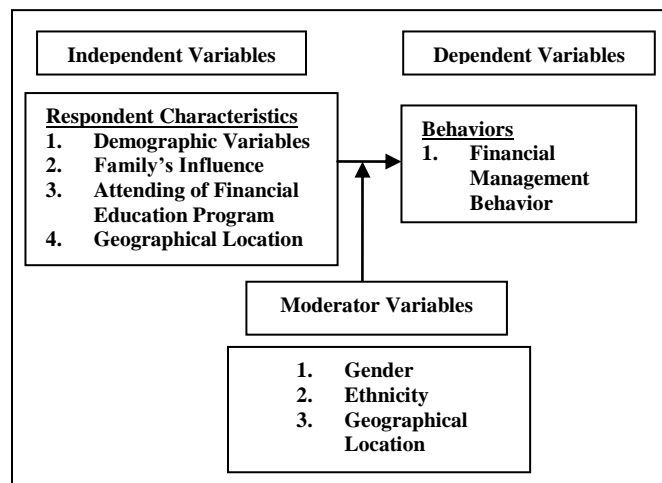 Independent Variables
Dependent Variables
Respondent Characteristics
1. Demographic Variables
2. Family's Influence
3. Attending of Financial
Education Program
4. Geographical Location
Behaviors
1. Financial
Management
Behavior
Moderator Variables
1. Gender
2. Ethnicity
3. Geographical
Location